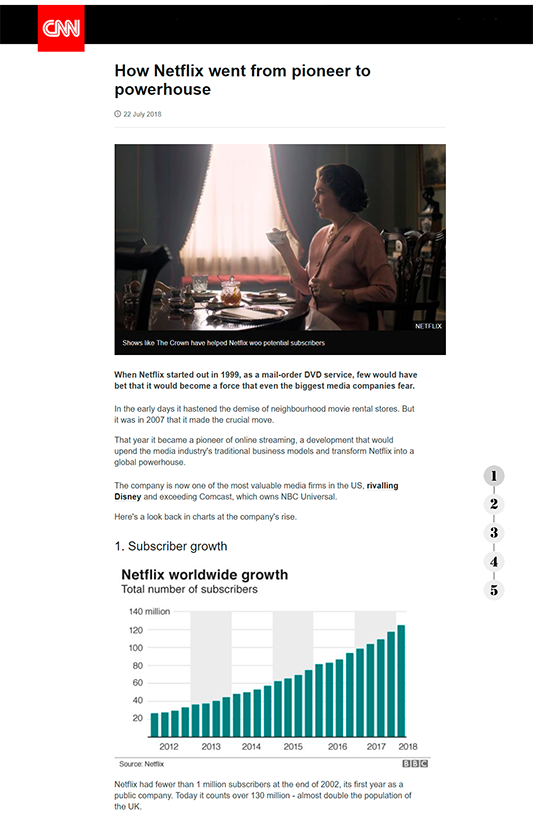 CNN
How Netflix went from pioneer to
powerhouse
22 July 2018
NETFLIX
Shows like The Crown have helped Netflix woo potential subscribers
When Netflix started out in 1999, as a mail-order DVD service, few would have
bet that it would become a force that even the biggest media companies fear.
In the early days it hastened the demise of neighbourhood movie rental stores. But
it was in 2007 that it made the crucial move.
That year it became a pioneer of online streaming, a development that would
upend the media industry's traditional business models and transform Netflix into a
global powerhouse.
The company is now one of the most valuable media firms in the US, rivalling
Disney and exceeding Comcast, which owns NBC Universal.
Here's a look back in charts at the company's rise.
1
2
3
4
5
1. Subscriber growth
Netflix worldwide growth
Total number of subscribers
140 million
120
100
80
60
40
20
2012 2013 2014 2015 2016 2017 2018
Source: Netflix
BBC
Netflix had fewer than 1 million subscribers at the end of 2002, its first year as a
public company. Today it counts over 130 million - almost double the population of
the UK.